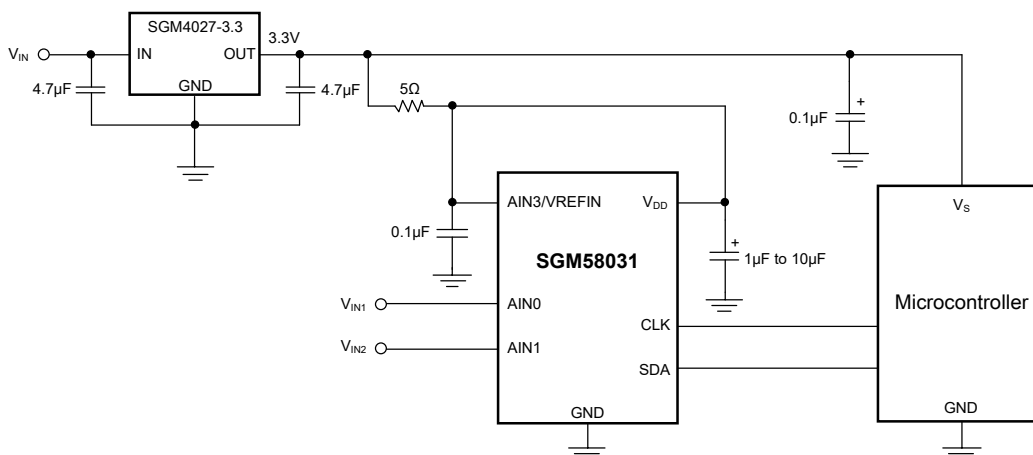 SGM4027-3.3
V_IN
IN
OUT
3.3V
GND
4.7µF
4.7µF
5Ω
0.1µF
+
AIN3/VREFIN
V_DD
V_S
0.1µF
SGM58031
+
1µF to 10µF
V_IN1
AIN0
Microcontroller
CLK
V_IN2
AIN1
SDA
GND
GND